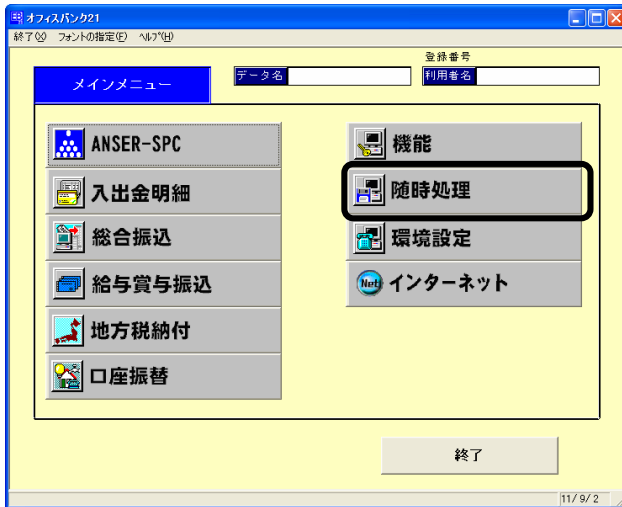 オフィスバンク21
終了(X) フォントの指定(F) ヘルプ(H)
メインメニュー
データ名
登録番号
利用者名
ANSER-SPC
入出金明細
総合振込
給与賞与振込
地方税納付
口座振替
機能
随時処理
環境設定
Net
インターネット
終了
11/ 9/ 2